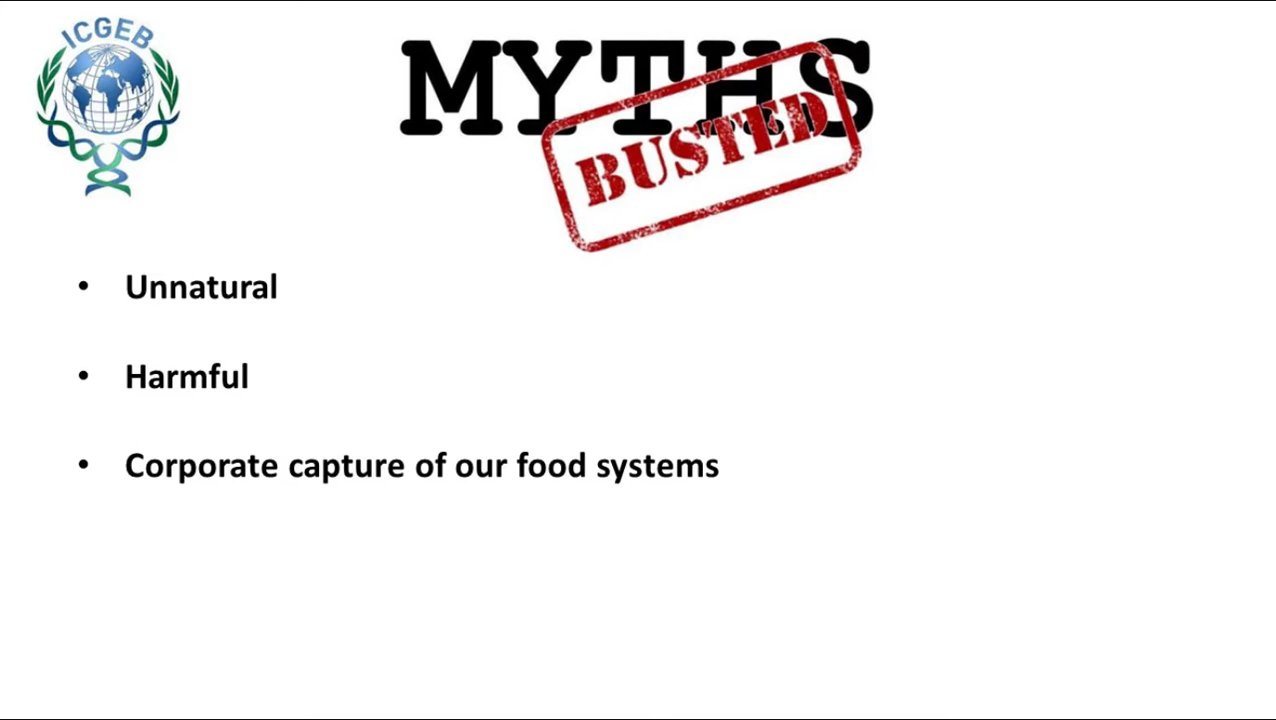 ICGEB
MYTHS
BUSTED
• Unnatural
• Harmful
• Corporate capture of our food systems